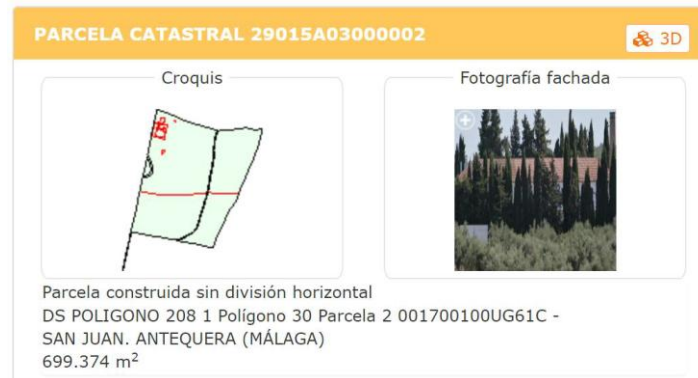 PARCELA CATASTRAL 29015A03000002
3D
Croquis
Fotografía fachada
Parcela construida sin división horizontal
DS POLIGONO 208 1 Polígono 30 Parcela 2 001700100UG61C -
SAN JUAN. ANTEQUERA (MÁLAGA)
699.374 m²